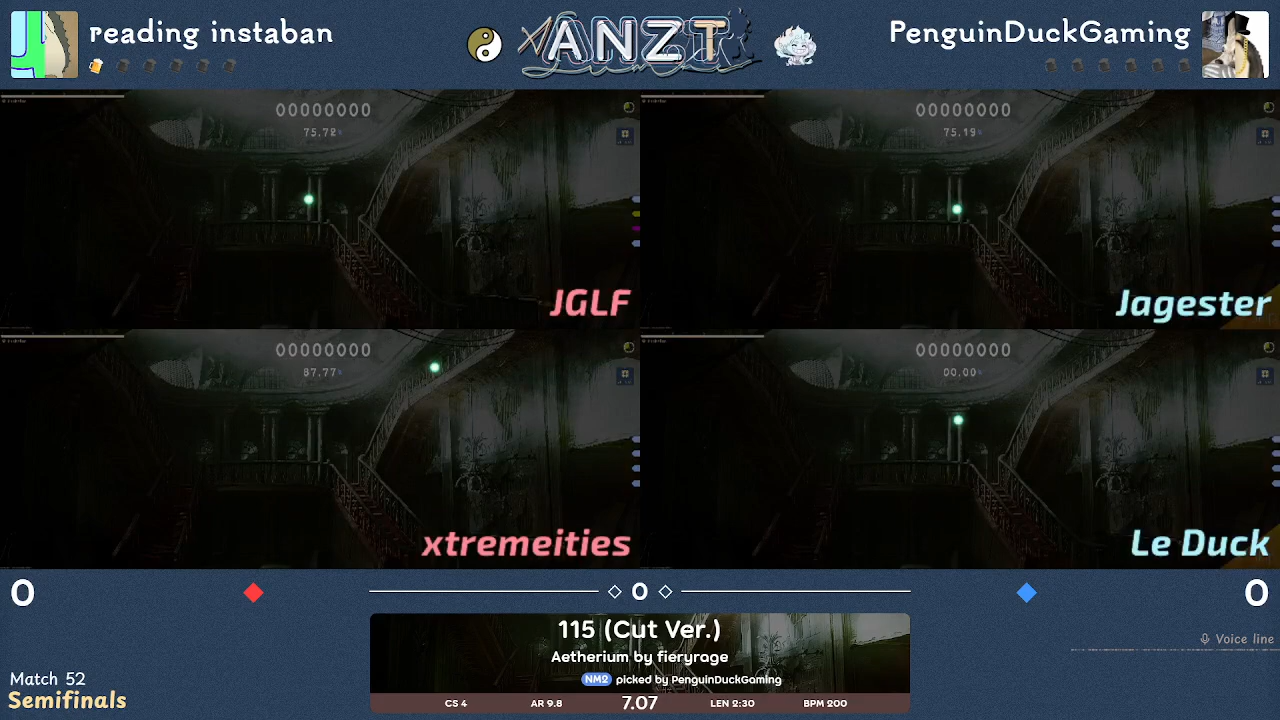 reading instaban
ANZT
PenguinDuckGaming
00000000
75.72
JGLF
00000000
75.19
Jagester
00000000
87.77
xtremeities
00000000
00.00
Le Duck
0
0
0
115 (Cut Ver.)
Aetherium by fieryrage
NM2 picked by PenguinDuckGaming
CS 4 AR 9.8 7.07 LEN 2:30 BPM 200
Voice line
Match 52
Semifinals